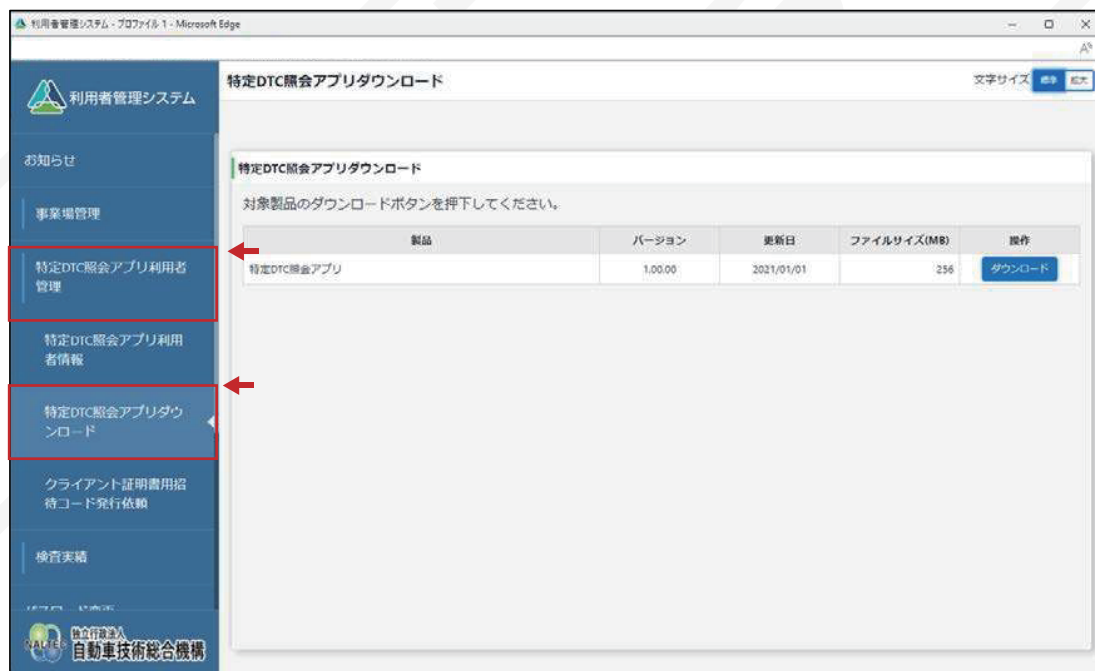 利用者管理システム - プロファイル 1 - Microsoft Edge
利用者管理システム
特定DTC照会アプリダウンロード
文字サイズ 標準 拡大
お知らせ
事業場管理
特定DTC照会アプリ利用者
管理
特定DTC照会アプリ利用
者情報
特定DTC照会アプリダウ
ンロード
クライアント証明書用招
待コード発行依頼
検査実績
パスワード変更
NALTEC
独立行政法人
自動車技術総合機構
特定DTC照会アプリダウンロード
対象製品のダウンロードボタンを押下してください。
製品 バージョン 更新日 ファイルサイズ(MB) 操作
特定DTC照会アプリ 1.00.00 2021/01/01 256 ダウンロード